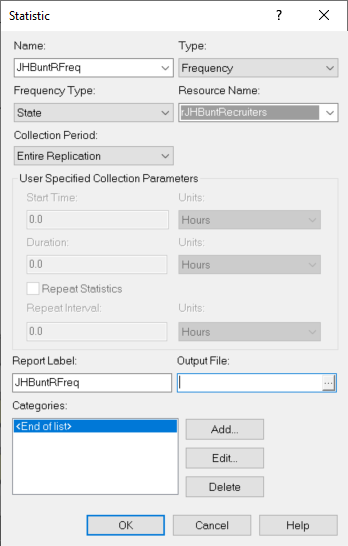 Statistic ? ×
Name: Type:
JHBuntRFreq Frequency
Frequency Type: Resource Name:
State rJHBuntRecruiters
Collection Period:
Entire Replication
User Specified Collection Parameters
Start Time: Units:
0.0 Hours
Duration: Units:
0.0 Hours
Repeat Statistics
Repeat Interval: Units:
0.0 Hours
Report Label: Output File:
JHBuntRFreq ...
Categories:
<End of list>
Add...
Edit...
Delete
OK Cancel Help